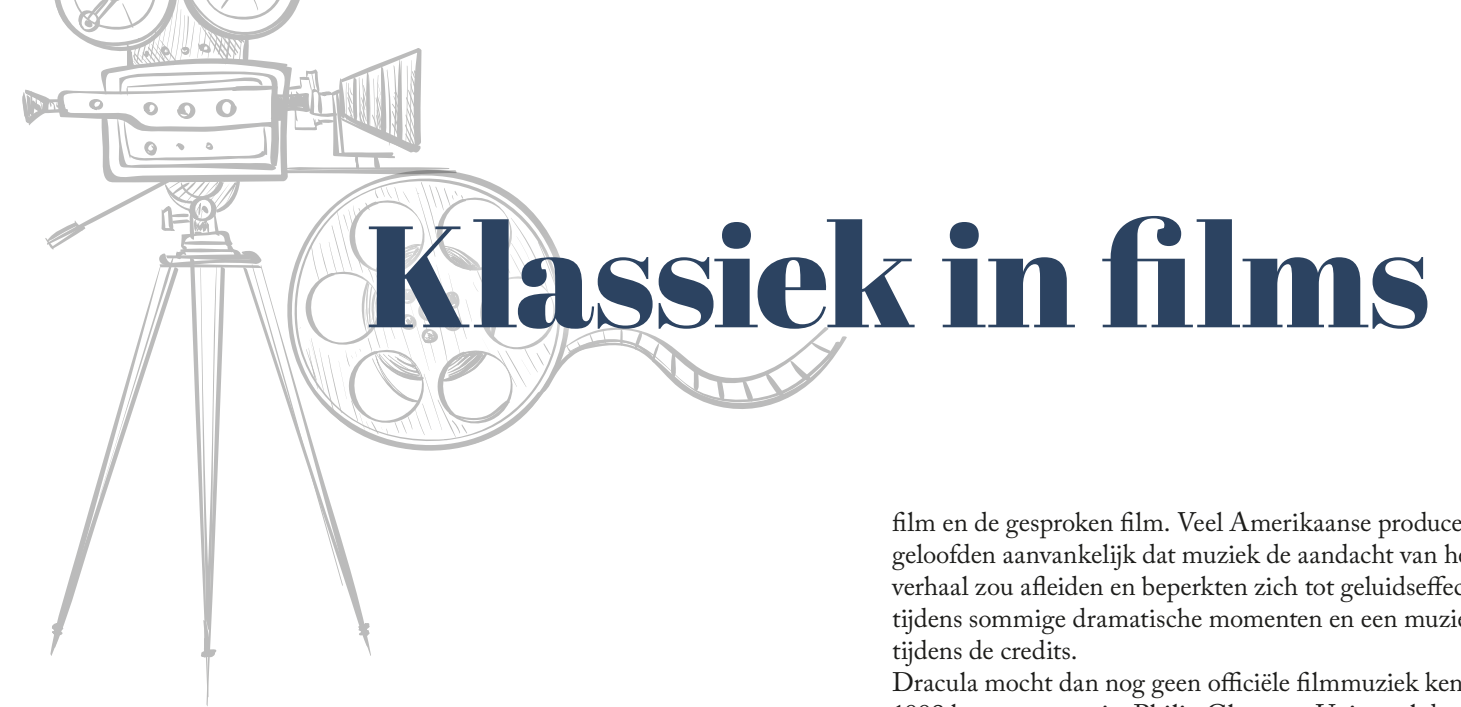 Klassiek in films
film en de gesproken film. Veel Amerikaanse
geloofden aanvankelijk dat muziek de aandacht van
verhaal zou afleiden en beperkten zich tot
tijdens sommige dramatische momenten en een
tijdens de credits.
Dracula mocht dan nog geen officiële filmmuziek